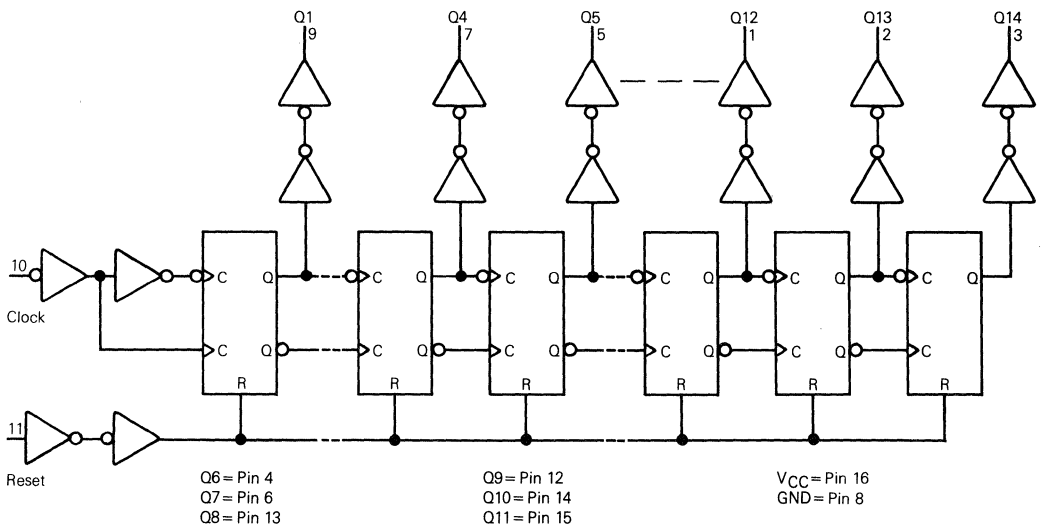 Q1 Q4 Q5 Q12 Q13 Q14
9 7 5 1 2 3
10 C Q C Q C Q C Q C Q C Q
Clock
C Q C Q C Q C Q C Q C
R R R R R R
11
Reset
Q6 = Pin 4
Q7 = Pin 6
Q8 = Pin 13
Q9 = Pin 12
Q10 = Pin 14
Q11 = Pin 15
VCC = Pin 16
GND = Pin 8